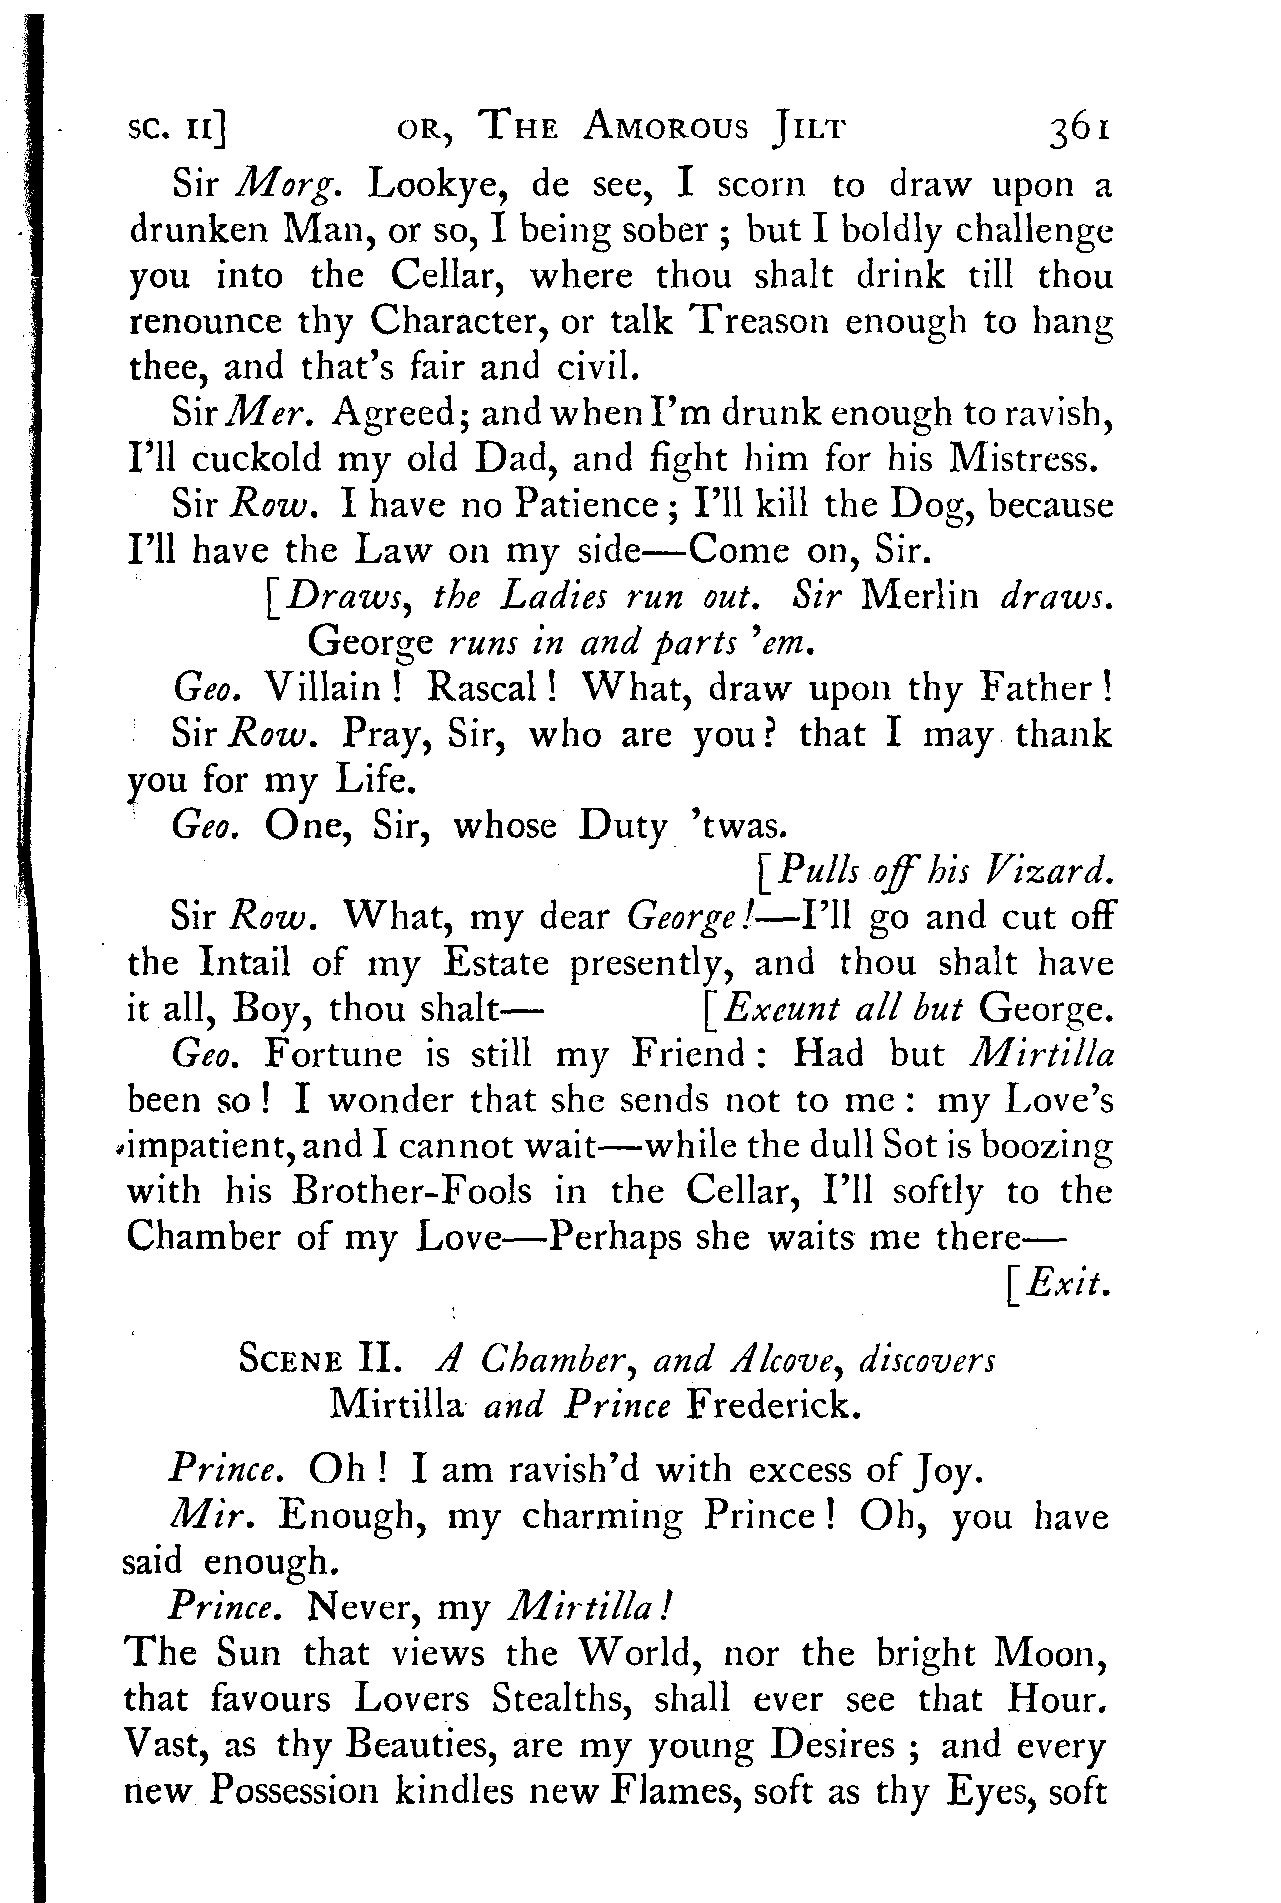 SC. II] OR, THE AMOROUS JILT 361
Sir Morg. Lookye, de see, I scorn to draw upon a
drunken Man, or so, I being sober ; but I boldly challenge
you into the Cellar, where thou shalt drink till thou
renounce thy Character, or talk Treason enough to hang
thee, and that's fair and civil.
Sir Mer. Agreed; and when I'm drunk enough to ravish,
I'll cuckold my old Dad, and fight him for his Mistress.
Sir Row. I have no Patience ; I'll kill the Dog, because
I'll have the Law on my side—Come on, Sir.
[Draws, the Ladies run out. Sir Merlin draws.
George runs in and parts 'em.
Geo. Villain ! Rascal ! What, draw upon thy Father !
Sir Row. Pray, Sir, who are you ? that I may thank
you for my Life.
Geo. One, Sir, whose Duty 'twas.
[Pulls off his Vizard.
Sir Row. What, my dear George !—I'll go and cut off
the Intail of my Estate presently, and thou shalt have
it all, Boy, thou shalt— [Exeunt all but George.
Geo. Fortune is still my Friend : Had but Mirtilla
been so ! I wonder that she sends not to me : my Love's
impatient, and I cannot wait—while the dull Sot is boozing
with his Brother-Fools in the Cellar, I'll softly to the
Chamber of my Love—Perhaps she waits me there—
[Exit.
SCENE II. A Chamber, and Alcove, discovers
Mirtilla and Prince Frederick.
Prince. Oh ! I am ravish'd with excess of Joy.
Mir. Enough, my charming Prince ! Oh, you have
said enough.
Prince. Never, my Mirtilla !
The Sun that views the World, nor the bright Moon,
that favours Lovers Stealths, shall ever see that Hour.
Vast, as thy Beauties, are my young Desires ; and every
new Possession kindles new Flames, soft as thy Eyes, soft